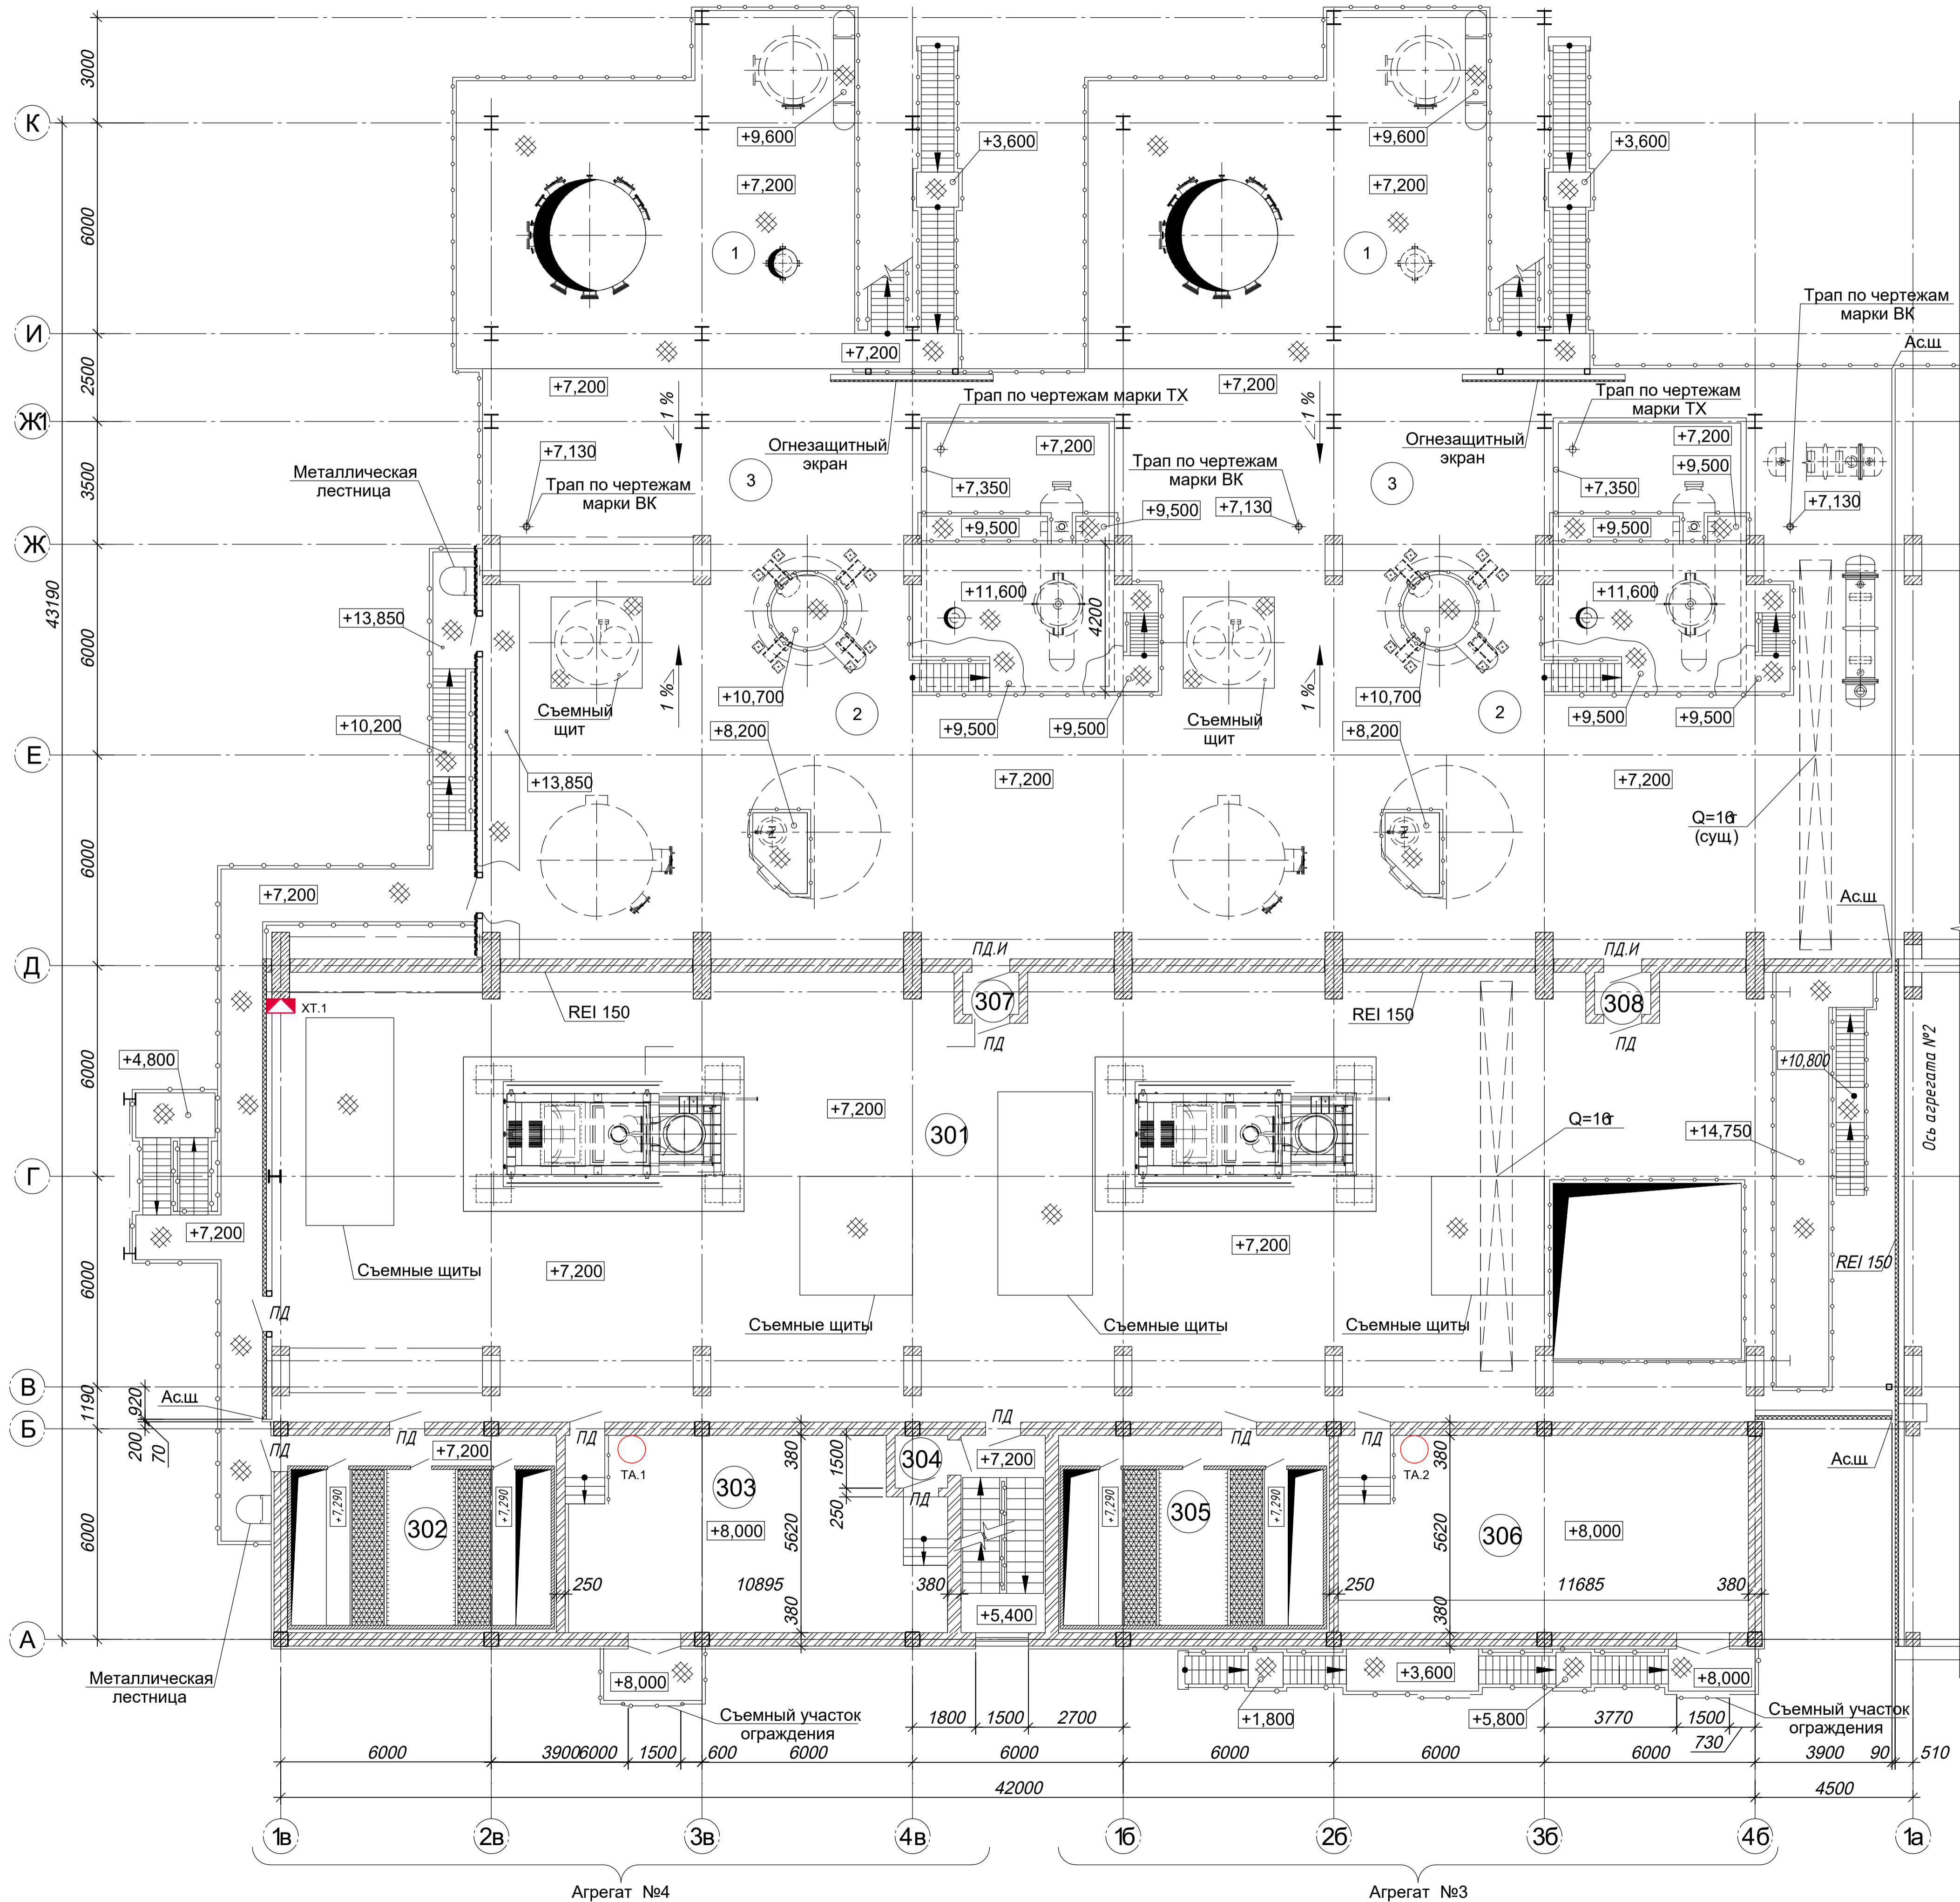 3000
К
+9,600
+3,600
+9,600
+3,600
+7,200
+7,200
6000
1
1
Трап по чертежам
марки ВК
И
+7,200
Ас.ш.
2500
+7,200
+7,200
1 %
Трап по чертежам марки ТХ
1 %
Трап по чертежам
марки ТХ
Ж1
Огнезащитный
экран
+7,200
Огнезащитный
экран
+7,200
+7,130
Трап по чертежам
марки ВК
+9,500
Металлическая
лестница
3
3
3500
Трап по чертежам
марки ВК
+7,350
+7,350
+7,130
+9,500
+7,130
+9,500
+9,500
Ж
43190
+13,850
+11,600
4200
+11,600
6000
1 %
+10,700
1 %
+10,700
Съемный
щит
2
Съемный
щит
2
+10,200
+8,200
+9,500
+9,500
+8,200
+9,500
+9,500
Е
+13,850
+7,200
+7,200
Q=16т
(сущ.)
6000
+7,200
Ас.ш.
Д
ПД.И
ПД.И
XT.1
REI 150
307
REI 150
308
ПД
ПД
6000
+4,800
+10,800
Ось агрегата №2
+7,200
301
Q=16т
+14,750
Г
+7,200
+7,200
+7,200
Съемные щиты
REI 150
6000
ПД
Съемные щиты
Съемные щиты
Съемные щиты
В
1190
920
Ас.ш.
Б
200
70
ПД
ПД
+7,200
ПД
ПД
ПД
ПД
TA.1
380
1500
304
+7,200
TA.2
380
Ас.ш.
303
+7,290
+7,290
ПД
+7,290
+7,290
302
+8,000
5620
250
305
5620
306
+8,000
6000
250
10895
380
250
11685
380
380
+5,400
380
А
Металлическая
лестница
+8,000
+3,600
+8,000
Съемный участок
ограждения
1800
1500
2700
+1,800
+5,800
3770
1500
Съемный участок
ограждения
730
6000
3900
6000
1500
600
6000
6000
6000
6000
6000
3900
90
510
42000
4500
1в
2в
3в
4в
1б
2б
3б
4б
1а
Агрегат №4
Агрегат №3